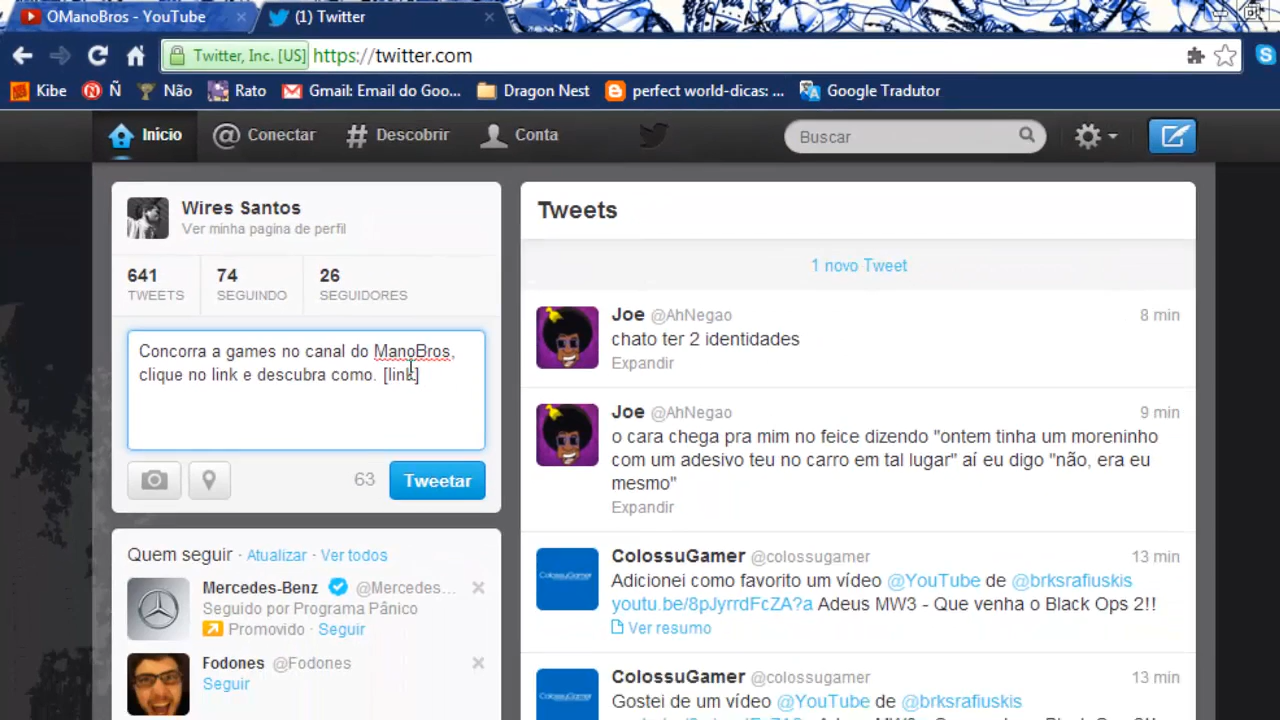 OManoBros - YouTube
(1) Twitter
Twitter, Inc. [US] https://twitter.com
Kibe Ñ Não Rato Gmail: Email do Goo... Dragon Nest perfect world-dicas: ... Google Tradutor
Início @ Conectar # Descobrir Conta Buscar
Wires Santos
Ver minha pagina de perfil
641 74 26
TWEETS SEGUINDO SEGUIDORES
Concorra a games no canal do ManoBros,
clique no link e descubra como. [link]
63 Tweetar
Quem seguir · Atualizar · Ver todos
Mercedes-Benz @Mercedes...
Seguido por Programa Pânico
Promovido · Seguir
Fodones @Fodones
Seguir
Tweets
1 novo Tweet
Joe @AhNegao 8 min
chato ter 2 identidades
Expandir
Joe @AhNegao 9 min
o cara chega pra mim no feice dizendo "ontem tinha um moreninho
com um adesivo teu no carro em tal lugar" aí eu digo "não, era eu
mesmo"
Expandir
ColossuGamer @colossugamer 13 min
Adicionei como favorito um vídeo @YouTube de @brksrafiuskis
youtu.be/8pJyrrdFcZA?a Adeus MW3 - Que venha o Black Ops 2!!
Ver resumo
ColossuGamer @colossugamer 13 min
Gostei de um vídeo @YouTube de @brksrafiuskis